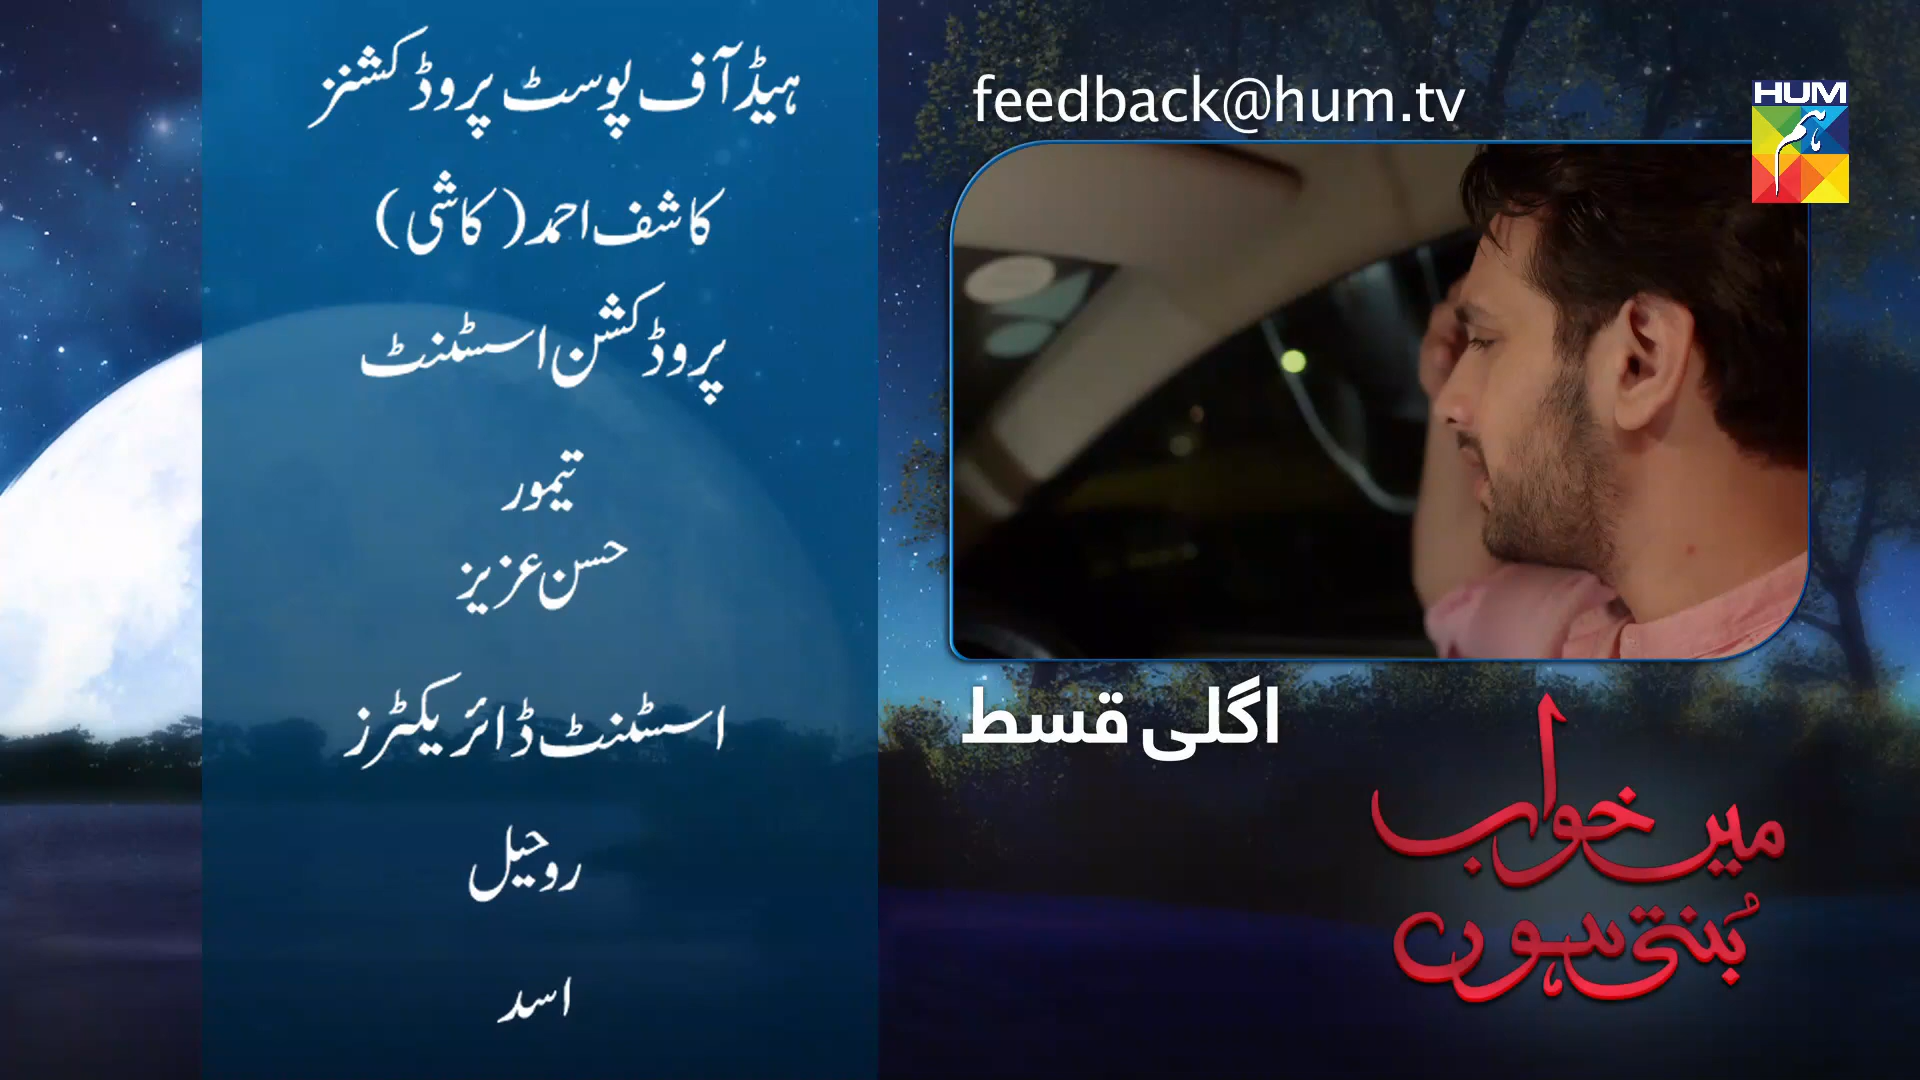 ہیڈ آف پوسٹ پروڈکشنز
کاشف احمد (کاشی)
پروڈکشن اسسٹنٹ
تیمور
حسن عزیز
اسسٹنٹ ڈائریکٹرز
روحیل
اسد
feedback@hum.tv
HUM
ہم
اگلی قسط
میں خواب
بُنتی ہوں